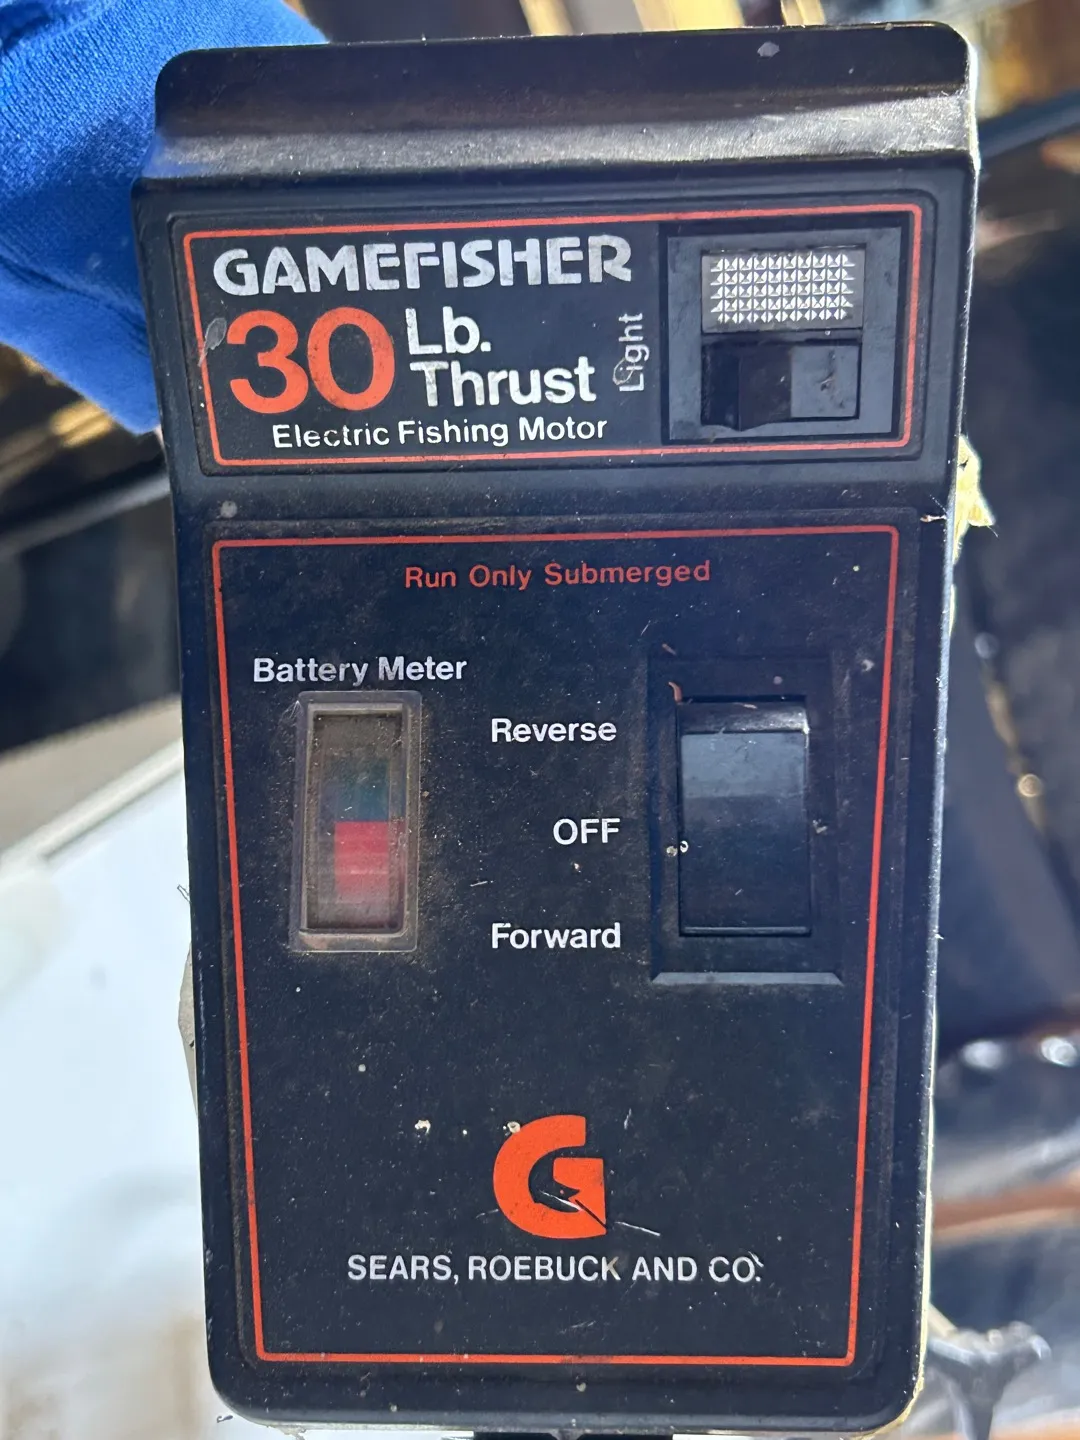 GAMEFISHER
30 Lb. Thrust
Light
Electric Fishing Motor
Run Only Submerged
Battery Meter
Reverse
OFF
Forward
G
SEARS, ROEBUCK AND CO.